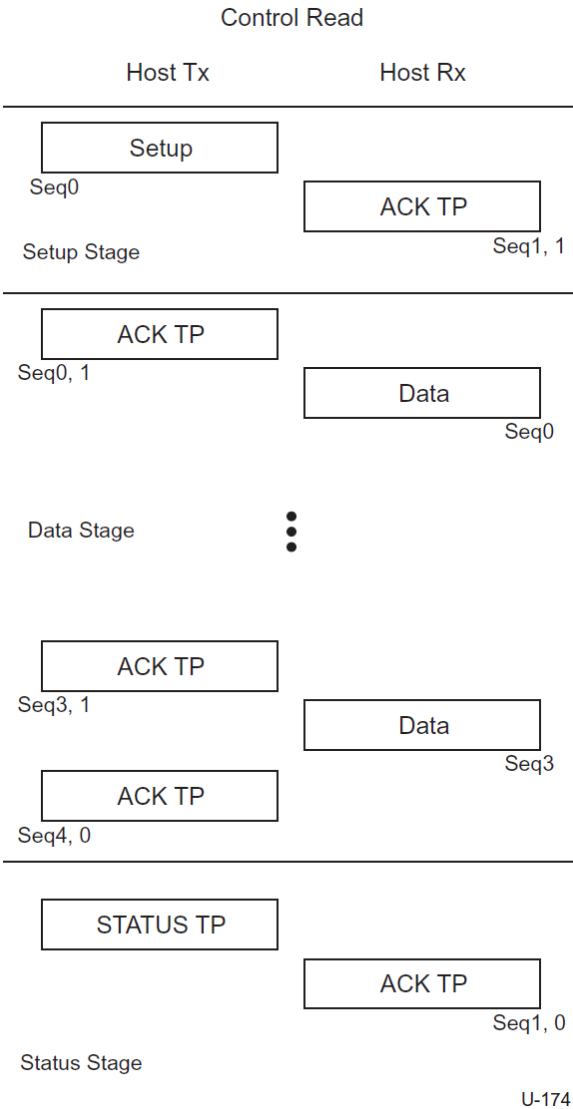 Control Read
Host Tx Host Rx
Setup
Seq0
ACK TP
Seq1, 1
Setup Stage
ACK TP
Seq0, 1
Data
Seq0
Data Stage
ACK TP
Seq3, 1
Data
Seq3
ACK TP
Seq4, 0
STATUS TP
ACK TP
Seq1, 0
Status Stage
U-174